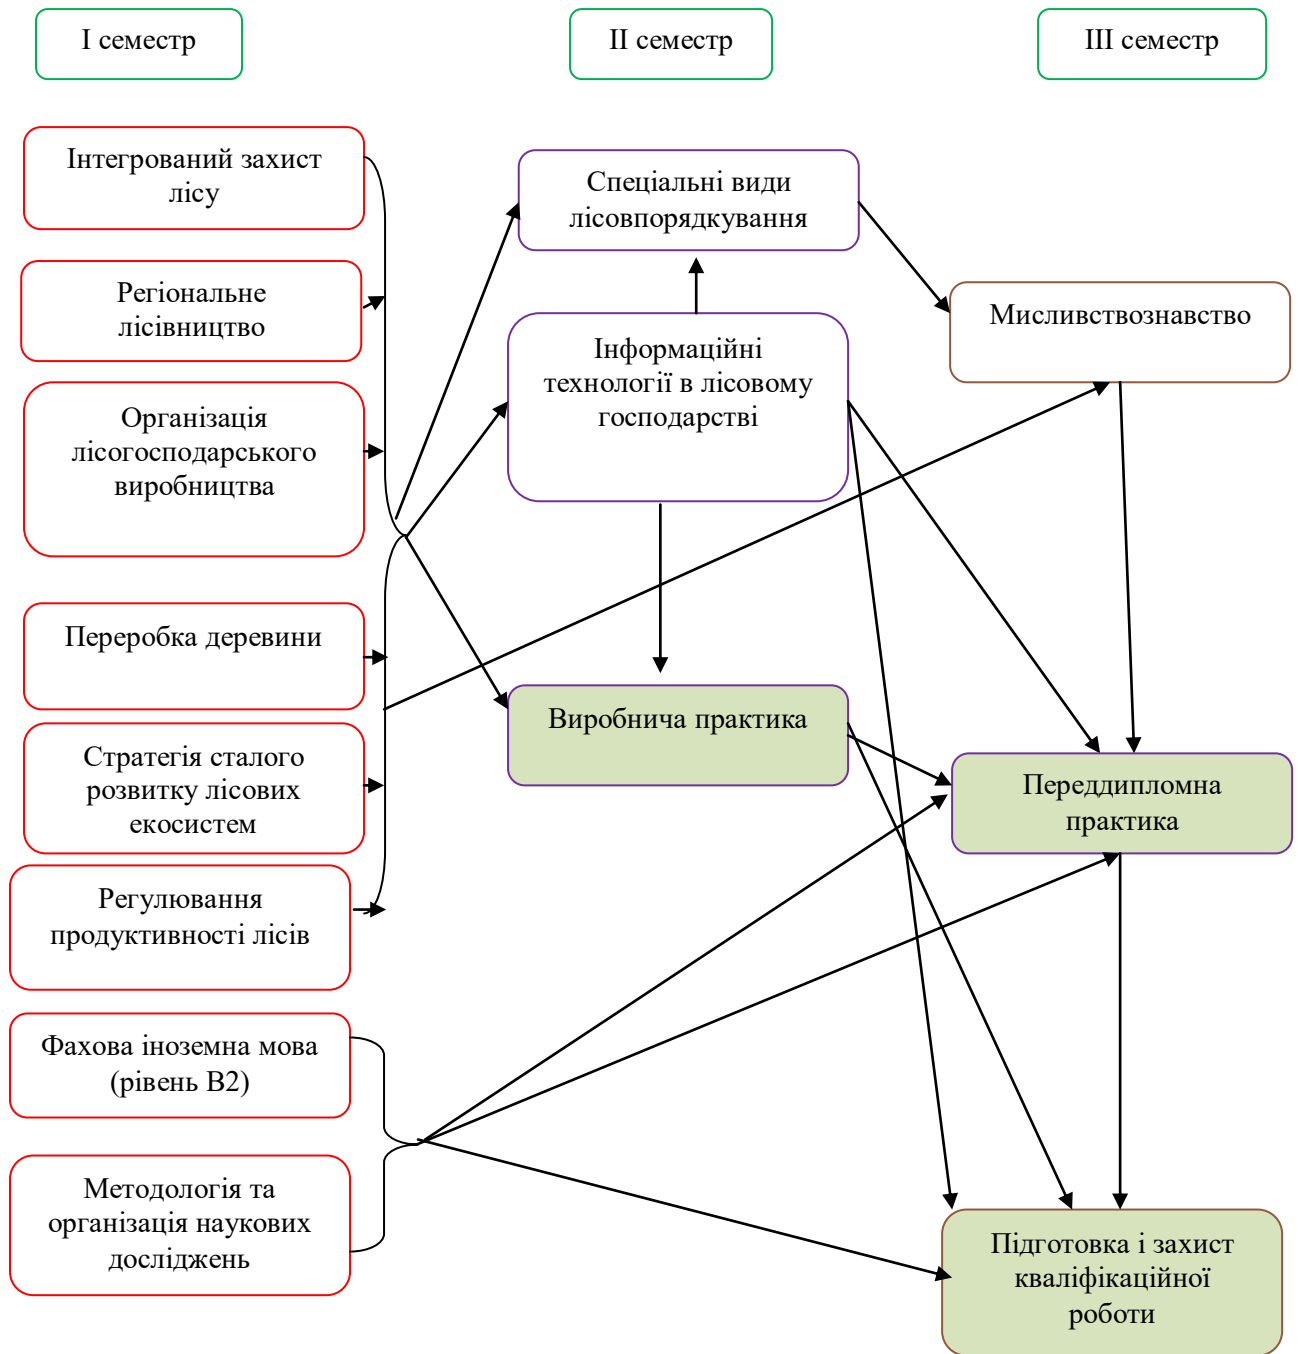 І семестр
ІІ семестр
ІІІ семестр
Інтегрований захист
лісу
Регіональне
лісівництво
Організація
лісогосподарського
виробництва
Переробка деревини
Стратегія сталого
розвитку лісових
екосистем
Регулювання
продуктивності лісів
Фахова іноземна мова
(рівень В2)
Методологія та
організація наукових
досліджень
Спеціальні види
лісовпорядкування
Інформаційні
технології в лісовому
господарстві
Виробнича практика
Мисливствознавство
Переддипломна
практика
Підготовка і захист
кваліфікаційної
роботи